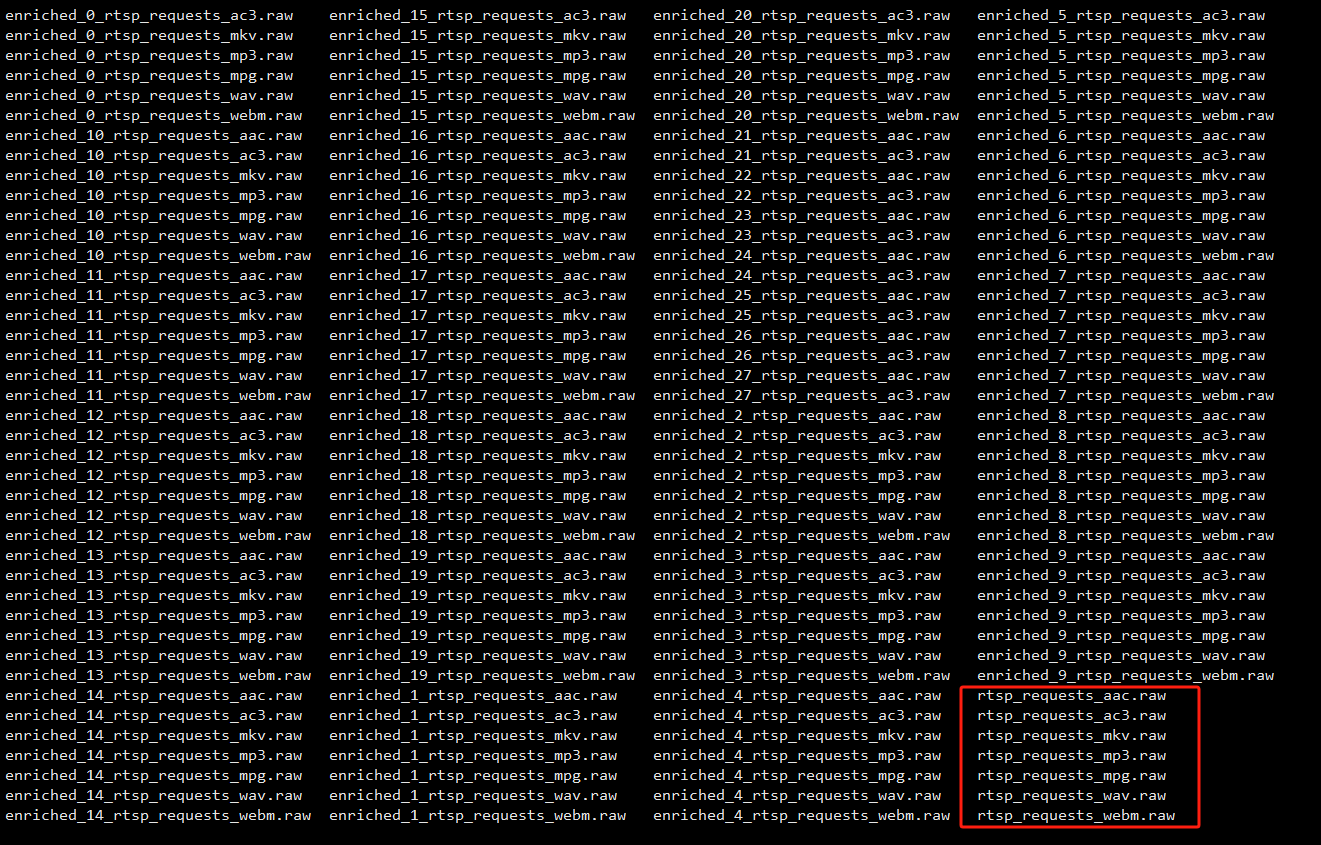 enriched_0_rtsp_requests_ac3.raw enriched_15_rtsp_requests_ac3.raw enriched_20_rtsp_requests_ac3.raw enriched_5_rtsp_requests_ac3.raw
enriched_0_rtsp_requests_mkv.raw enriched_15_rtsp_requests_mkv.raw enriched_20_rtsp_requests_mkv.raw enriched_5_rtsp_requests_mkv.raw
enriched_0_rtsp_requests_mp3.raw enriched_15_rtsp_requests_mp3.raw enriched_20_rtsp_requests_mp3.raw enriched_5_rtsp_requests_mp3.raw
enriched_0_rtsp_requests_mpg.raw enriched_15_rtsp_requests_mpg.raw enriched_20_rtsp_requests_mpg.raw enriched_5_rtsp_requests_mpg.raw
enriched_0_rtsp_requests_wav.raw enriched_15_rtsp_requests_wav.raw enriched_20_rtsp_requests_wav.raw enriched_5_rtsp_requests_wav.raw
enriched_0_rtsp_requests_webm.raw enriched_15_rtsp_requests_webm.raw enriched_20_rtsp_requests_webm.raw enriched_5_rtsp_requests_webm.raw
enriched_10_rtsp_requests_aac.raw enriched_16_rtsp_requests_aac.raw enriched_21_rtsp_requests_aac.raw enriched_6_rtsp_requests_aac.raw
enriched_10_rtsp_requests_ac3.raw enriched_16_rtsp_requests_ac3.raw enriched_21_rtsp_requests_ac3.raw enriched_6_rtsp_requests_ac3.raw
enriched_10_rtsp_requests_mkv.raw enriched_16_rtsp_requests_mkv.raw enriched_22_rtsp_requests_aac.raw enriched_6_rtsp_requests_mkv.raw
enriched_10_rtsp_requests_mp3.raw enriched_16_rtsp_requests_mp3.raw enriched_22_rtsp_requests_ac3.raw enriched_6_rtsp_requests_mp3.raw
enriched_10_rtsp_requests_mpg.raw enriched_16_rtsp_requests_mpg.raw enriched_23_rtsp_requests_aac.raw enriched_6_rtsp_requests_mpg.raw
enriched_10_rtsp_requests_wav.raw enriched_16_rtsp_requests_wav.raw enriched_23_rtsp_requests_ac3.raw enriched_6_rtsp_requests_wav.raw
enriched_10_rtsp_requests_webm.raw enriched_16_rtsp_requests_webm.raw enriched_24_rtsp_requests_aac.raw enriched_6_rtsp_requests_webm.raw
enriched_11_rtsp_requests_aac.raw enriched_17_rtsp_requests_aac.raw enriched_24_rtsp_requests_ac3.raw enriched_7_rtsp_requests_aac.raw
enriched_11_rtsp_requests_ac3.raw enriched_17_rtsp_requests_ac3.raw enriched_25_rtsp_requests_aac.raw enriched_7_rtsp_requests_ac3.raw
enriched_11_rtsp_requests_mkv.raw enriched_17_rtsp_requests_mkv.raw enriched_25_rtsp_requests_ac3.raw enriched_7_rtsp_requests_mkv.raw
enriched_11_rtsp_requests_mp3.raw enriched_17_rtsp_requests_mp3.raw enriched_26_rtsp_requests_aac.raw enriched_7_rtsp_requests_mp3.raw
enriched_11_rtsp_requests_mpg.raw enriched_17_rtsp_requests_mpg.raw enriched_26_rtsp_requests_ac3.raw enriched_7_rtsp_requests_mpg.raw
enriched_11_rtsp_requests_wav.raw enriched_17_rtsp_requests_wav.raw enriched_27_rtsp_requests_aac.raw enriched_7_rtsp_requests_wav.raw
enriched_11_rtsp_requests_webm.raw enriched_17_rtsp_requests_webm.raw enriched_27_rtsp_requests_ac3.raw enriched_7_rtsp_requests_webm.raw
enriched_12_rtsp_requests_aac.raw enriched_18_rtsp_requests_aac.raw enriched_2_rtsp_requests_aac.raw enriched_8_rtsp_requests_aac.raw
enriched_12_rtsp_requests_ac3.raw enriched_18_rtsp_requests_ac3.raw enriched_2_rtsp_requests_ac3.raw enriched_8_rtsp_requests_ac3.raw
enriched_12_rtsp_requests_mkv.raw enriched_18_rtsp_requests_mkv.raw enriched_2_rtsp_requests_mkv.raw enriched_8_rtsp_requests_mkv.raw
enriched_12_rtsp_requests_mp3.raw enriched_18_rtsp_requests_mp3.raw enriched_2_rtsp_requests_mp3.raw enriched_8_rtsp_requests_mp3.raw
enriched_12_rtsp_requests_mpg.raw enriched_18_rtsp_requests_mpg.raw enriched_2_rtsp_requests_mpg.raw enriched_8_rtsp_requests_mpg.raw
enriched_12_rtsp_requests_wav.raw enriched_18_rtsp_requests_wav.raw enriched_2_rtsp_requests_wav.raw enriched_8_rtsp_requests_wav.raw
enriched_12_rtsp_requests_webm.raw enriched_18_rtsp_requests_webm.raw enriched_2_rtsp_requests_webm.raw enriched_8_rtsp_requests_webm.raw
enriched_13_rtsp_requests_aac.raw enriched_19_rtsp_requests_aac.raw enriched_3_rtsp_requests_aac.raw enriched_9_rtsp_requests_aac.raw
enriched_13_rtsp_requests_ac3.raw enriched_19_rtsp_requests_ac3.raw enriched_3_rtsp_requests_ac3.raw enriched_9_rtsp_requests_ac3.raw
enriched_13_rtsp_requests_mkv.raw enriched_19_rtsp_requests_mkv.raw enriched_3_rtsp_requests_mkv.raw enriched_9_rtsp_requests_mkv.raw
enriched_13_rtsp_requests_mp3.raw enriched_19_rtsp_requests_mp3.raw enriched_3_rtsp_requests_mp3.raw enriched_9_rtsp_requests_mp3.raw
enriched_13_rtsp_requests_mpg.raw enriched_19_rtsp_requests_mpg.raw enriched_3_rtsp_requests_mpg.raw enriched_9_rtsp_requests_mpg.raw
enriched_13_rtsp_requests_wav.raw enriched_19_rtsp_requests_wav.raw enriched_3_rtsp_requests_wav.raw enriched_9_rtsp_requests_wav.raw
enriched_13_rtsp_requests_webm.raw enriched_19_rtsp_requests_webm.raw enriched_3_rtsp_requests_webm.raw enriched_9_rtsp_requests_webm.raw
enriched_14_rtsp_requests_aac.raw enriched_1_rtsp_requests_aac.raw enriched_4_rtsp_requests_aac.raw rtsp_requests_aac.raw
enriched_14_rtsp_requests_ac3.raw enriched_1_rtsp_requests_ac3.raw enriched_4_rtsp_requests_ac3.raw rtsp_requests_ac3.raw
enriched_14_rtsp_requests_mkv.raw enriched_1_rtsp_requests_mkv.raw enriched_4_rtsp_requests_mkv.raw rtsp_requests_mkv.raw
enriched_14_rtsp_requests_mp3.raw enriched_1_rtsp_requests_mp3.raw enriched_4_rtsp_requests_mp3.raw rtsp_requests_mp3.raw
enriched_14_rtsp_requests_mpg.raw enriched_1_rtsp_requests_mpg.raw enriched_4_rtsp_requests_mpg.raw rtsp_requests_mpg.raw
enriched_14_rtsp_requests_wav.raw enriched_1_rtsp_requests_wav.raw enriched_4_rtsp_requests_wav.raw rtsp_requests_wav.raw
enriched_14_rtsp_requests_webm.raw enriched_1_rtsp_requests_webm.raw enriched_4_rtsp_requests_webm.raw rtsp_requests_webm.raw